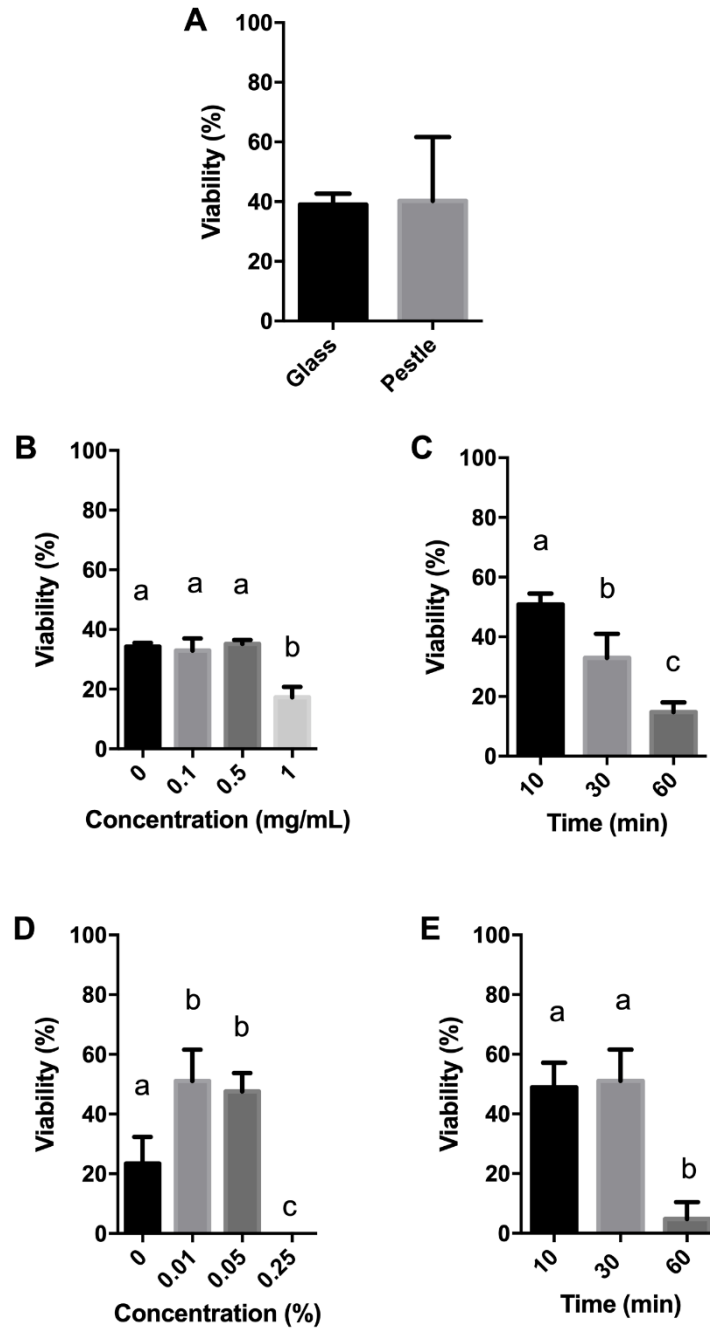 A
100
80
60
40
20
0
Viability (%)
Glass
Pestle
B
100
80
60
40
20
0
Viability (%)
a
a
a
b
0
0.1
0.5
1
Concentration (mg/mL)
C
100
80
60
40
20
0
Viability (%)
a
b
c
10
30
60
Time (min)
D
100
80
60
40
20
0
Viability (%)
a
b
b
c
0
0.01
0.05
0.25
Concentration (%)
E
100
80
60
40
20
0
Viability (%)
a
a
b
10
30
60
Time (min)